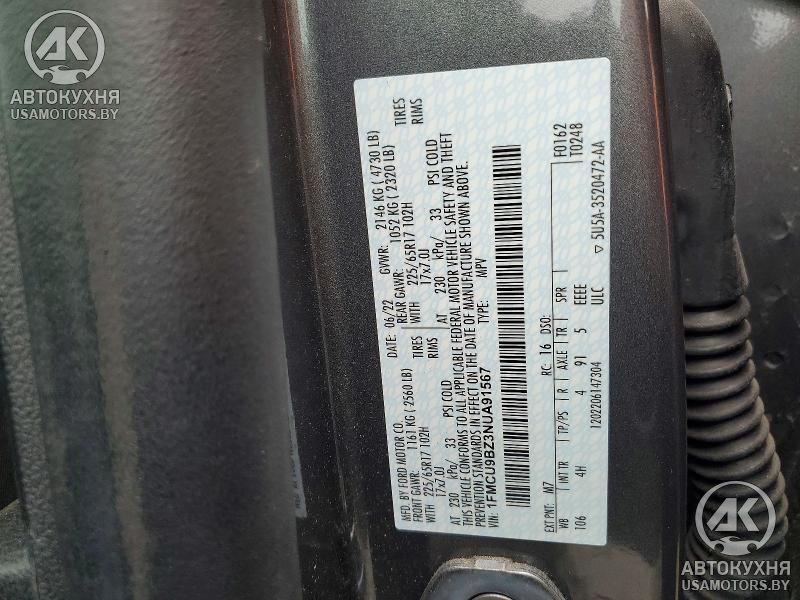 AK
АВТОКУХНЯ
USAMOTORS.BY
MFD. BY FORD MOTOR CO.
DATE: 06/22 GVWR: 2146 KG ( 4730 LB)
FRONT GAWR: 1161 KG ( 2560 LB) REAR GAWR: 1052 KG ( 2320 LB)
WITH 225/65R17 102H WITH 225/65R17 102H TIRES
17x7.0J RIMS 17x7.0J RIMS
AT 230 kPa/ 33 PSI COLD AT 230 kPa/ 33 PSI COLD
THIS VEHICLE CONFORMS TO ALL APPLICABLE FEDERAL MOTOR VEHICLE SAFETY AND THEFT
PREVENTION STANDARDS IN EFFECT ON THE DATE OF MANUFACTURE SHOWN ABOVE.
VIN: 1FMCU9BZ3NUA91567 TYPE: MPV
F0162
T0248
EXT PNT: M7 RC: 16 DSO:
WB INT TR TP/PS R AXLE TR SPR
106 4H 4 91 5 EEEE
1202206147304 ULC
▽ 5U5A-3520472-AA
AK
АВТОКУХНЯ
USAMOTORS.BY